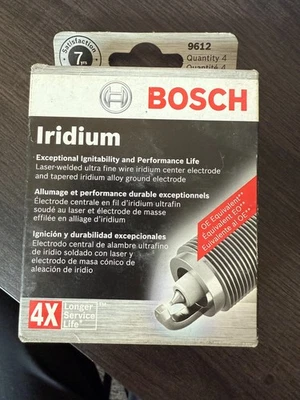 Satisfaction
7
9612
Quantity 4
Quantité 4
BOSCH
Iridium
Exceptional Ignitability and Performance Life
Laser-welded ultra fine wire iridium center electrode
and tapered iridium alloy ground electrode
Allumage et performance durable exceptionnels
Électrode centrale en fil d'iridium ultrafin
soudé au laser et électrode de masse
effilée en alliage d'iridium
Ignición y durabilidad excepcionales
Electrodo central de alambre ultrafino
de iridio soldado con laser y
electrodo de masa cónico de
aleación de iridio
OE Equivalent**
Équivalent EO**
4X Longer
Service
Life*